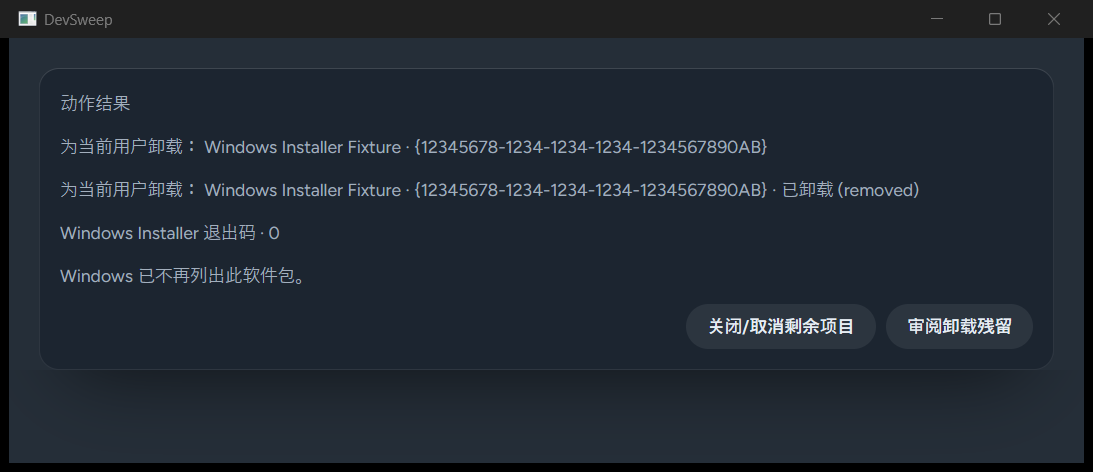 DevSweep
动作结果
为当前用户卸载： Windows Installer Fixture · {12345678-1234-1234-1234-1234567890AB}
为当前用户卸载： Windows Installer Fixture · {12345678-1234-1234-1234-1234567890AB} · 已卸载 (removed)
Windows Installer 退出码 · 0
Windows 已不再列出此软件包。
关闭/取消剩余项目 审阅卸载残留